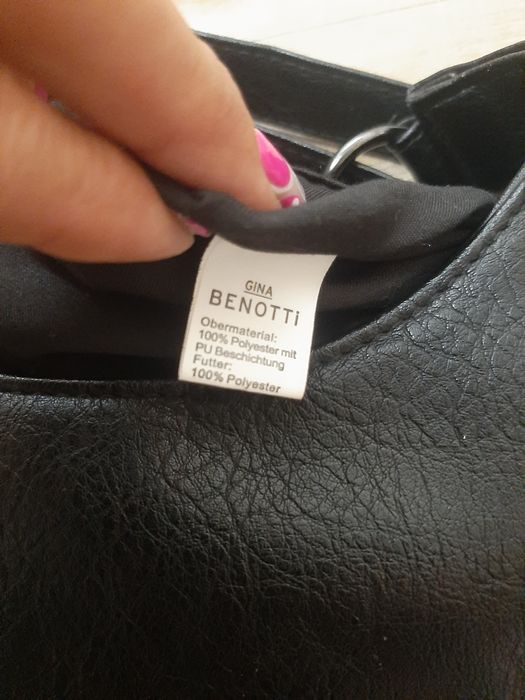 GINA
BENOTTi
Obermaterial:
100% Polyester mit
PU Beschichtung
Futter:
100% Polyester